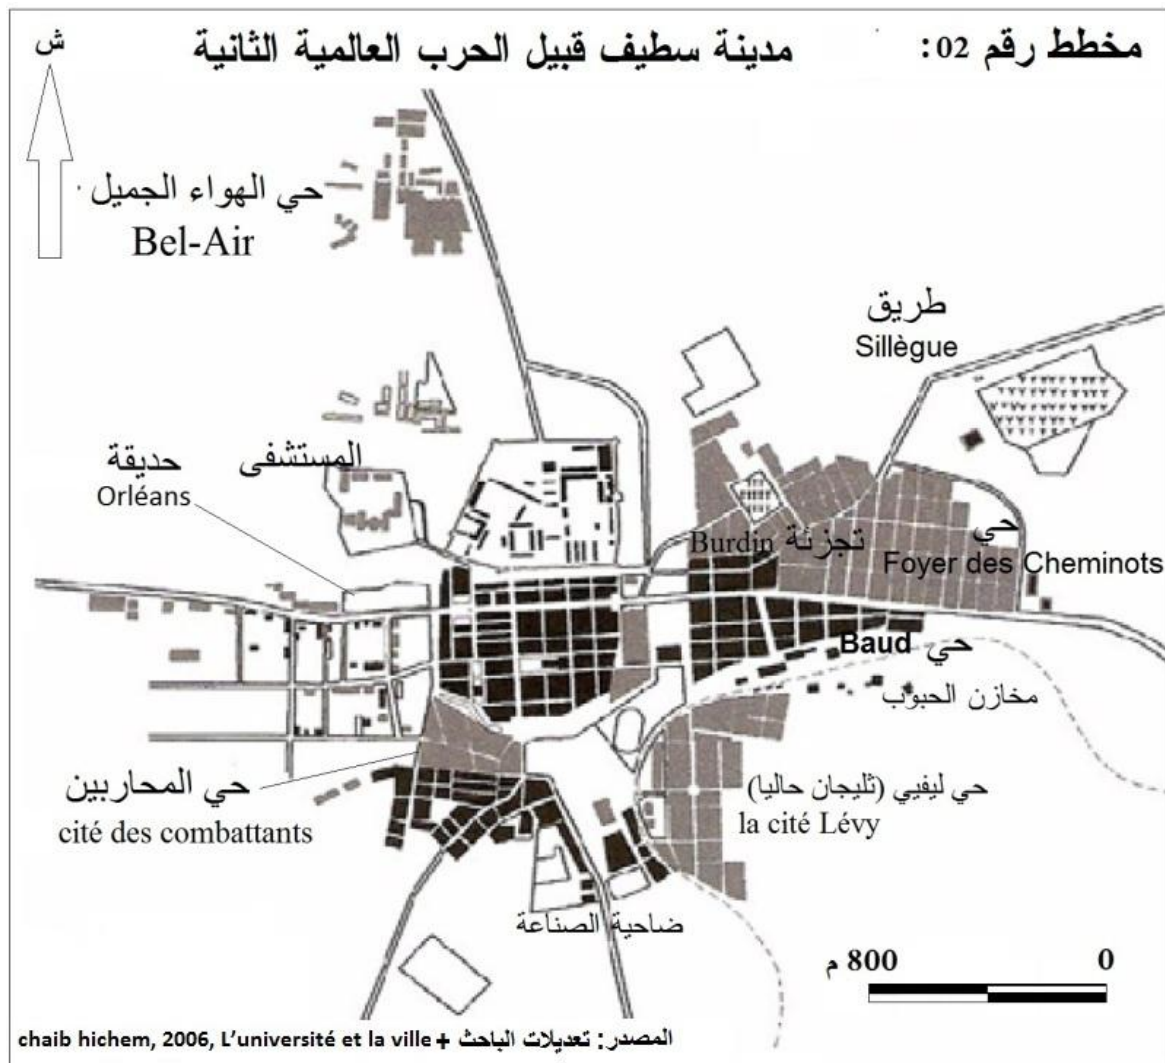 مخطط رقم 02: مدينة سطيف قبيل الحرب العالمية الثانية
ش
حي الهواء الجميل
Bel-Air
طريق
Sillègue
حديقة
Orléans
المستشفى
تجزئة Burdin
حي
Foyer des Cheminots
حي Baud
مخازن الحبوب
حي المحاربين
cité des combattants
حي ليفيي (ثليجان حاليا)
la cité Lévy
ضاحية الصناعة
800 م
0
المصدر: تعديلات الباحث + chaib hichem, 2006, L'université et la ville